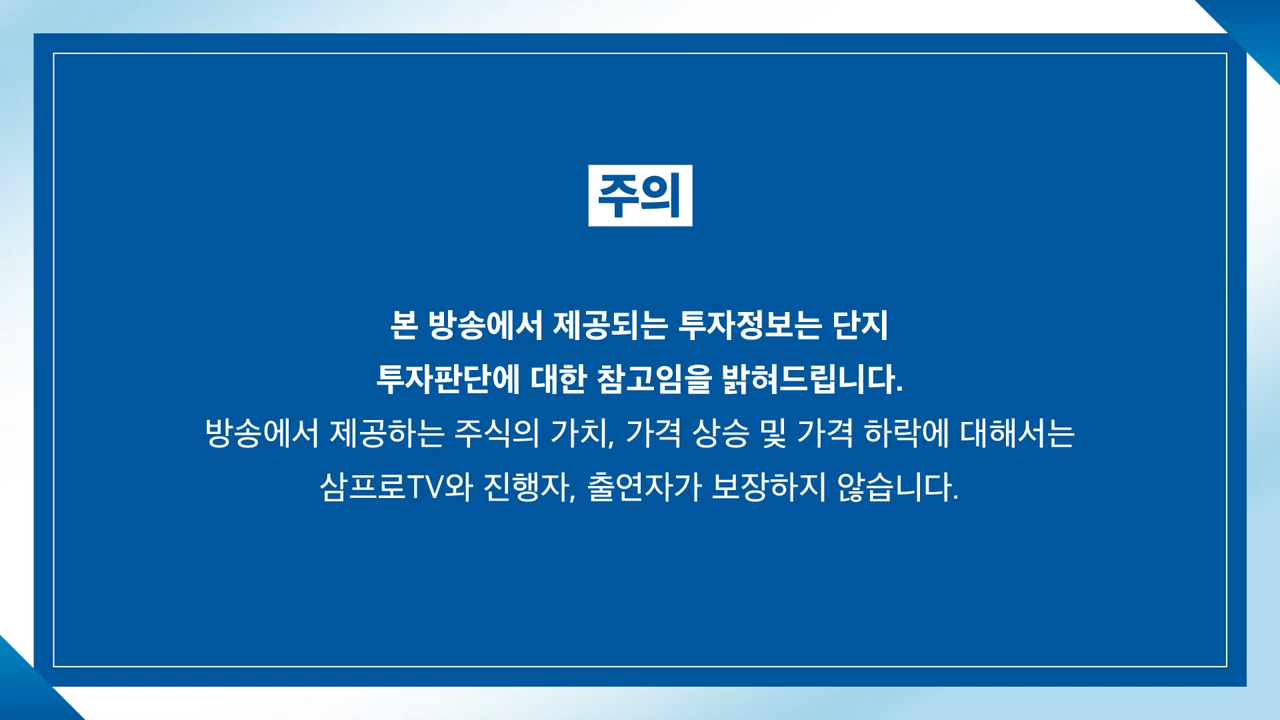 주의
본 방송에서 제공되는 투자정보는 단지
투자판단에 대한 참고임을 밝혀드립니다.
방송에서 제공하는 주식의 가치, 가격 상승 및 가격 하락에 대해서는
삼프로TV와 진행자, 출연자가 보장하지 않습니다.